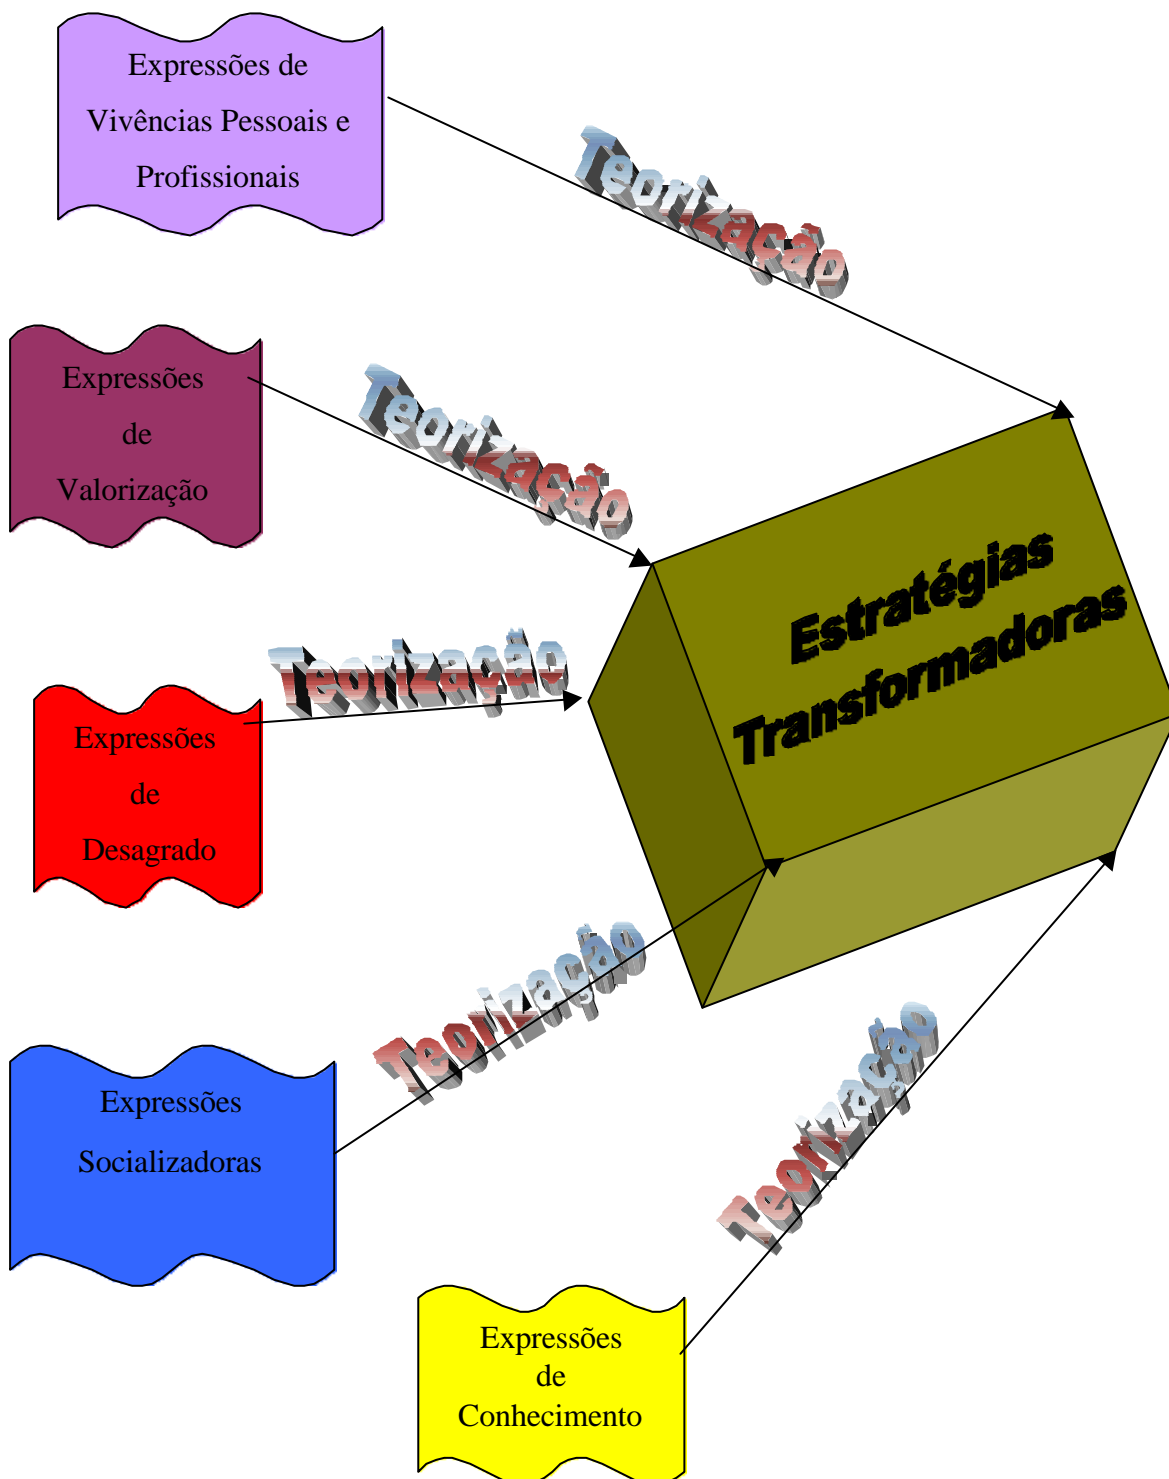 Expressões de
Vivências Pessoais e
Profissionais
Teorização
Expressões
de
Valorização
Teorização
Estratégias
Transformadoras
Teorização
Expressões
de
Desagrado
Teorização
Expressões
Socializadoras
Teorização
Expressões
de
Conhecimento